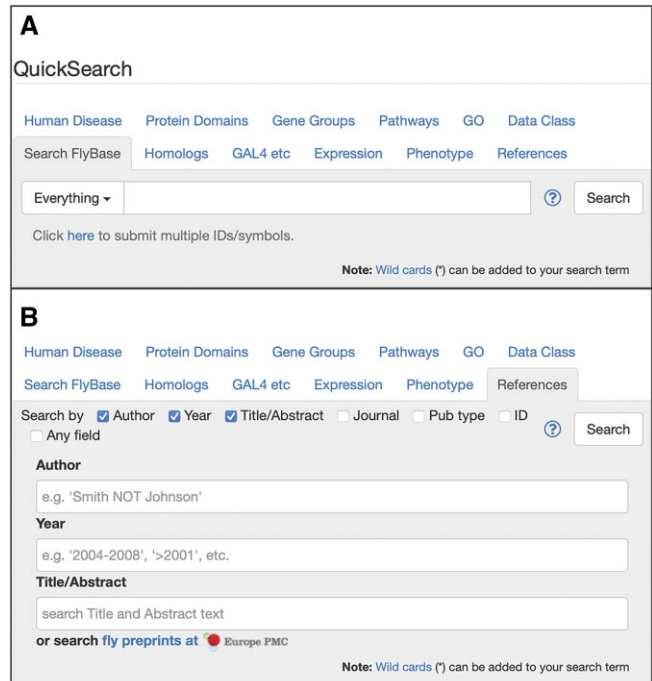 A
QuickSearch
Human Disease Protein Domains Gene Groups Pathways GO Data Class
Search FlyBase Homologs GAL4 etc Expression Phenotype References
Everything ? Search
Click here to submit multiple IDs/symbols.
Note: Wild cards (*) can be added to your search term
B
Human Disease Protein Domains Gene Groups Pathways GO Data Class
Search FlyBase Homologs GAL4 etc Expression Phenotype References
Search by Author Year Title/Abstract Journal Pub type ID ? Search
Any field
Author
e.g. 'Smith NOT Johnson'
Year
e.g. '2004-2008', '>2001', etc.
Title/Abstract
search Title and Abstract text
or search fly preprints at Europe PMC
Note: Wild cards (*) can be added to your search term